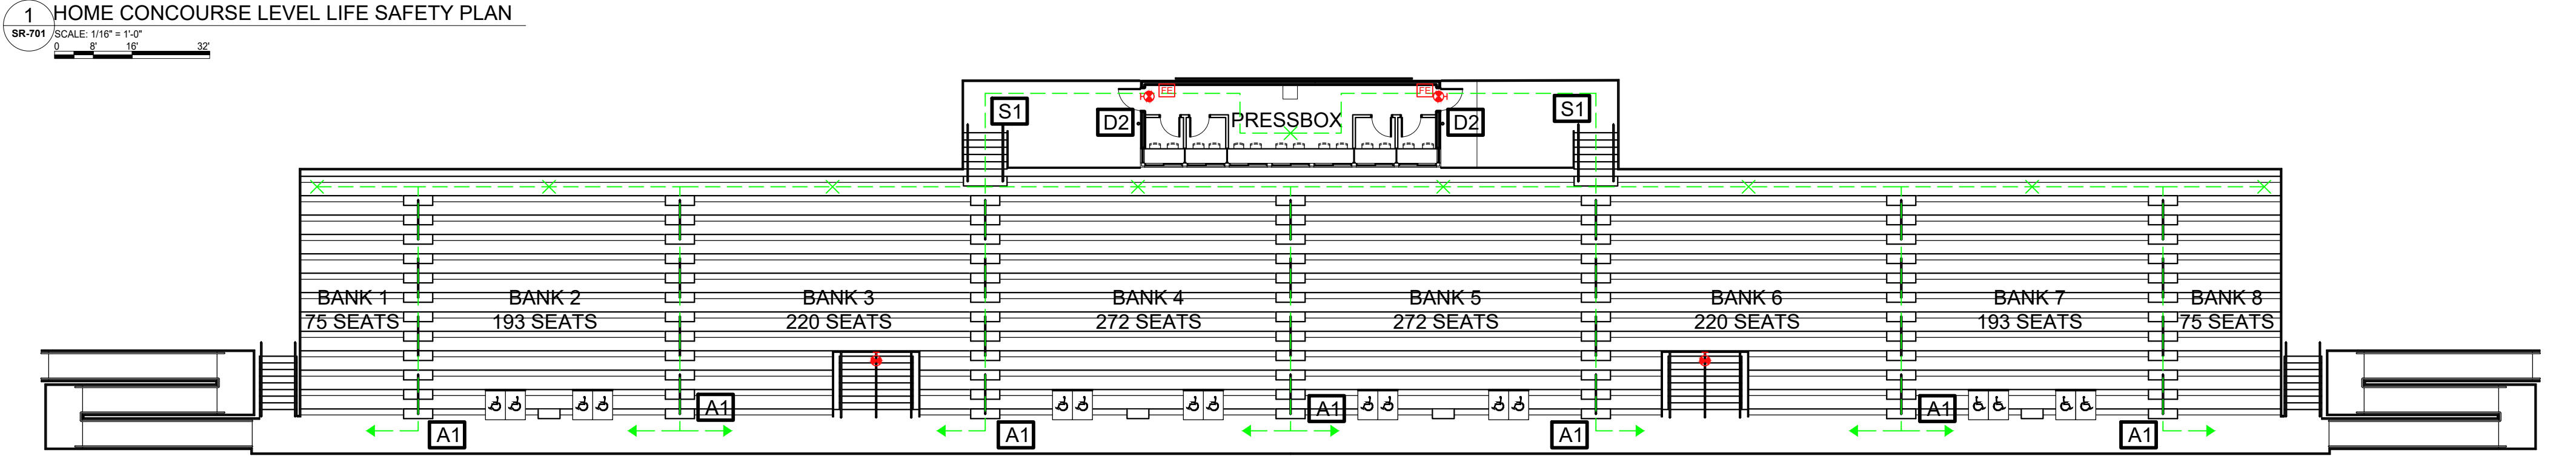 1 HOME CONCOURSE LEVEL LIFE SAFETY PLAN
SR-701 SCALE: 1/16" = 1'-0"
0 8' 16' 32'
FE FE
S1 S1
D2 PRESSBOX D2
BANK 1 BANK 2 BANK 3 BANK 4 BANK 5 BANK 6 BANK 7 BANK 8
75 SEATS 193 SEATS 220 SEATS 272 SEATS 272 SEATS 220 SEATS 193 SEATS 75 SEATS
A1 A1 A1
A1 A1 A1 A1